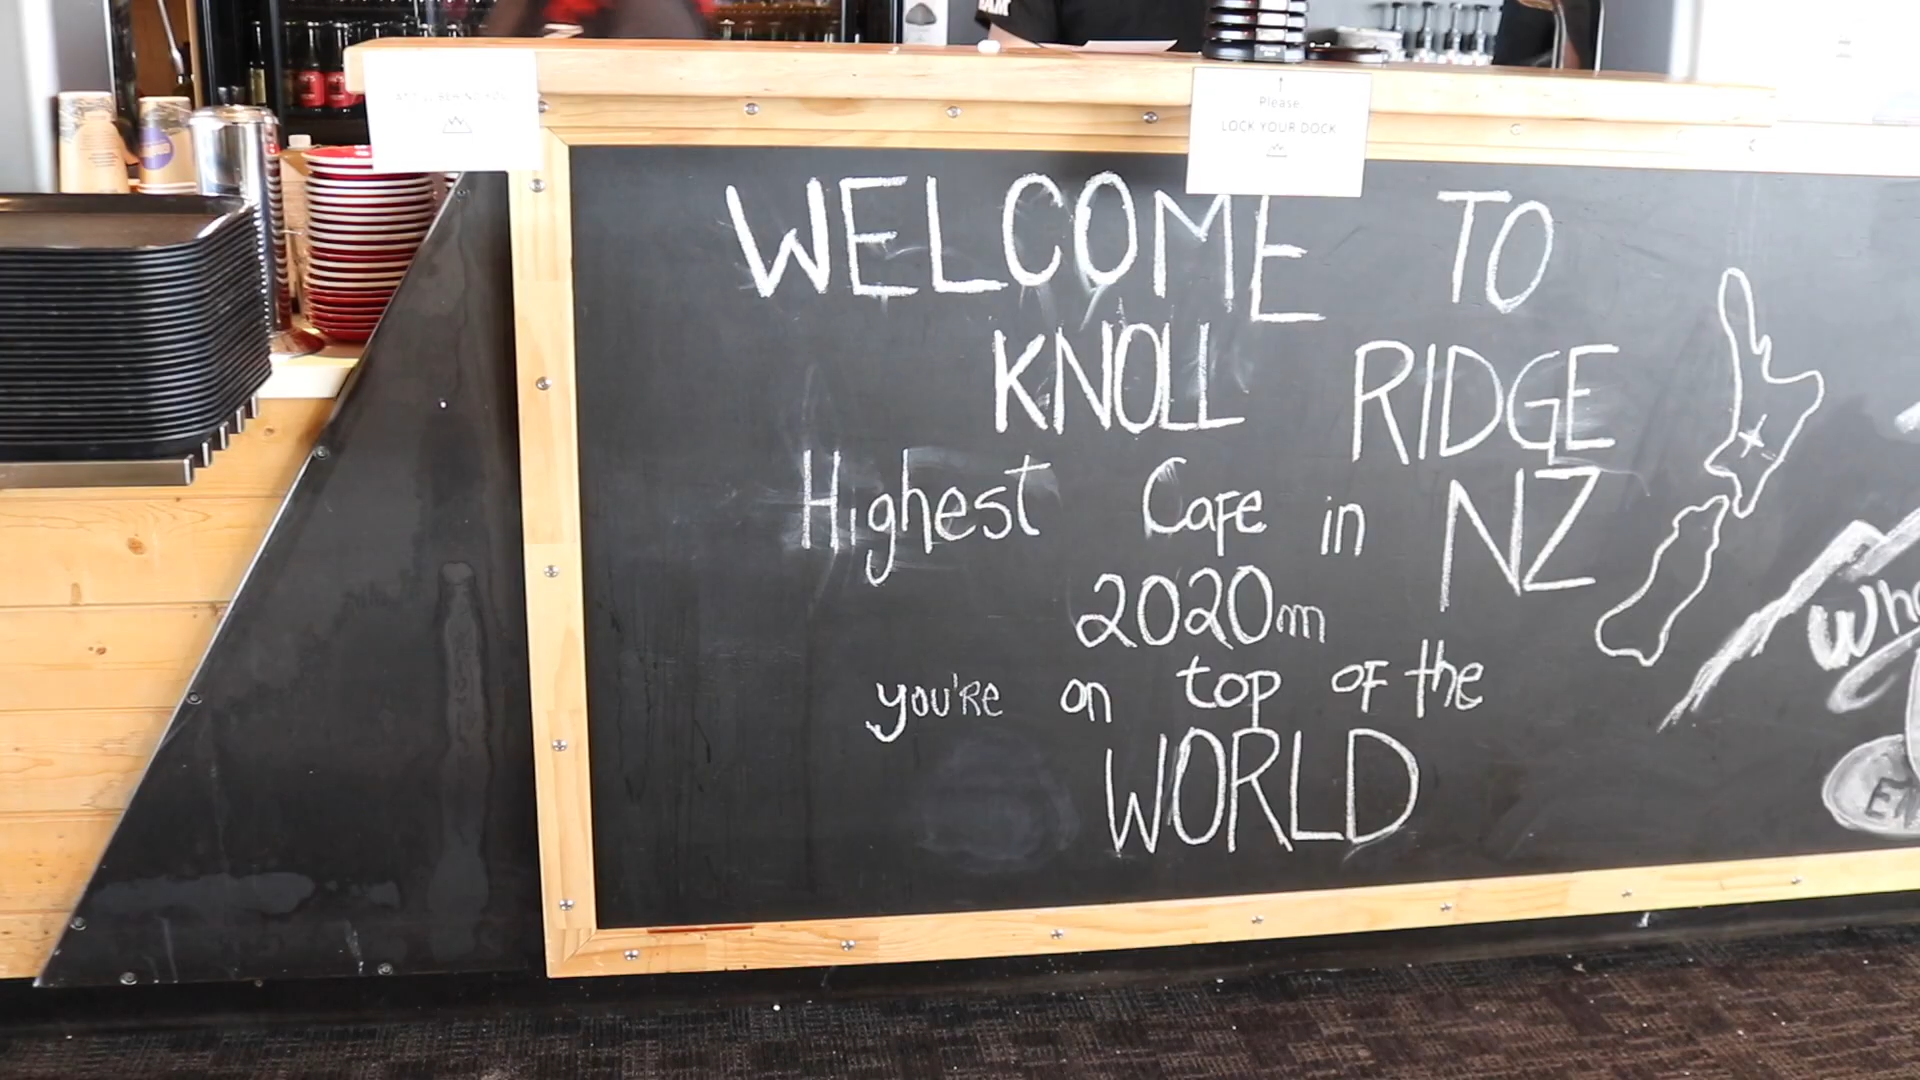 Please
LOCK YOUR DOCK
WELCOME TO
KNOLL RIDGE
Highest Cafe in NZ
2020m
you're on top of the
WORLD